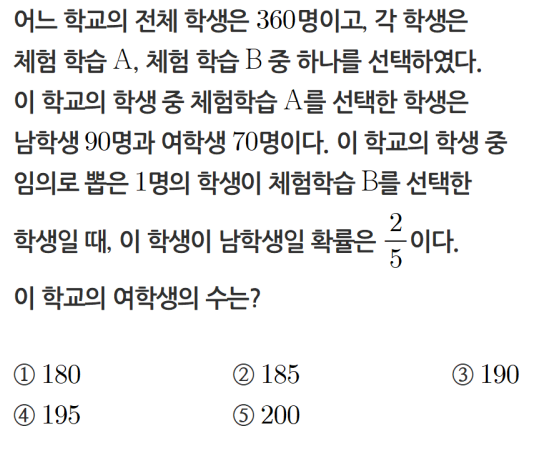 어느 학교의 전체 학생은 360명이고, 각 학생은
체험 학습 A, 체험 학습 B 중 하나를 선택하였다.
이 학교의 학생 중 체험학습 A를 선택한 학생은
남학생 90명과 여학생 70명이다. 이 학교의 학생 중
임의로 뽑은 1명의 학생이 체험학습 B를 선택한
학생일 때, 이 학생이 남학생일 확률은 2/5 이다.
이 학교의 여학생의 수는?
① 180 ② 185 ③ 190
④ 195 ⑤ 200